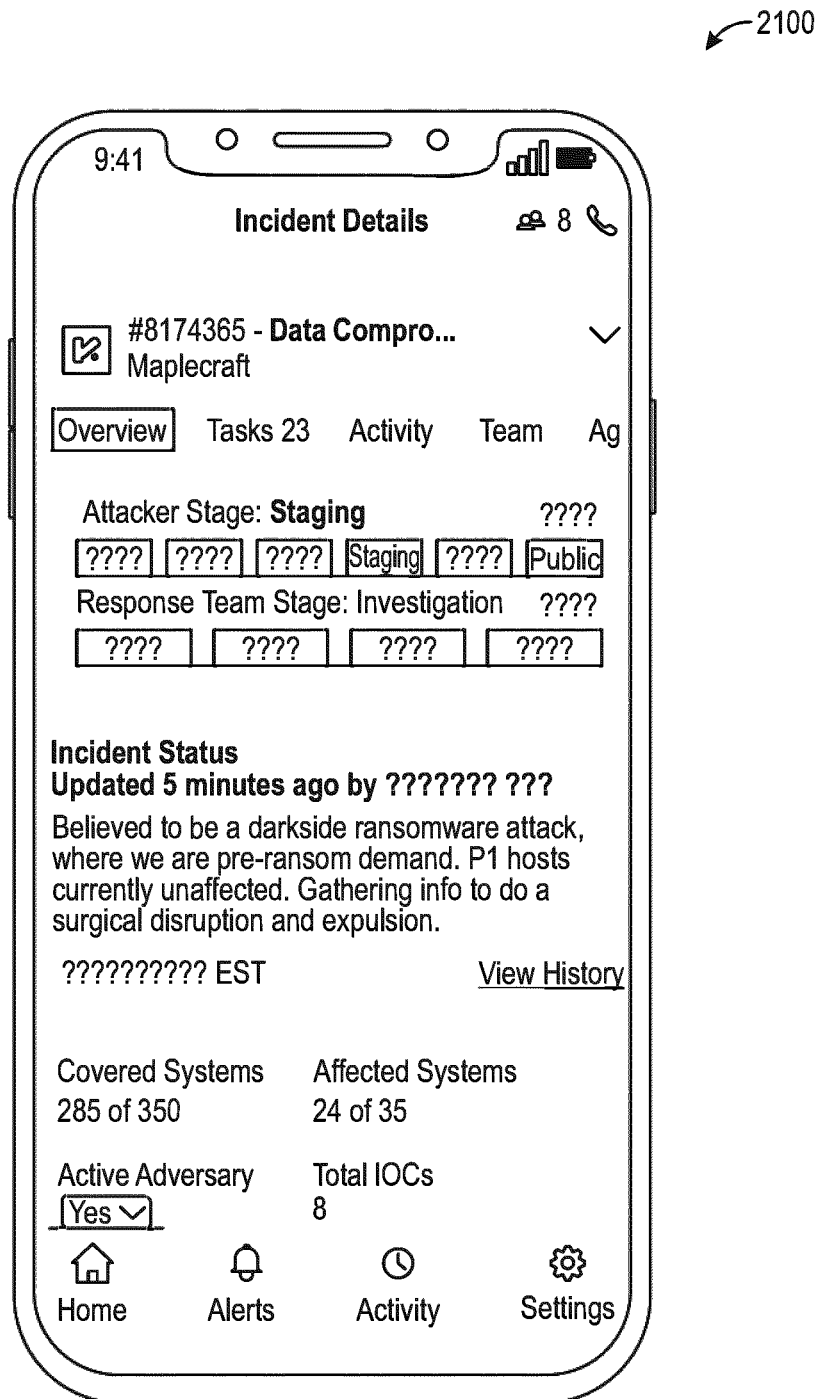 2100
9:41
Incident Details 8
#8174365 - Data Compro...
Maplecraft
Overview Tasks 23 Activity Team Ag
Attacker Stage: Staging ????
???? ???? ???? Staging ???? Public
Response Team Stage: Investigation ????
???? ???? ???? ????
Incident Status
Updated 5 minutes ago by ??????? ???
Believed to be a darkside ransomware attack,
where we are pre-ransom demand. P1 hosts
currently unaffected. Gathering info to do a
surgical disruption and expulsion.
?????????? EST View History
Covered Systems Affected Systems
285 of 350 24 of 35
Active Adversary Total IOCs
Yes 8
Home Alerts Activity Settings